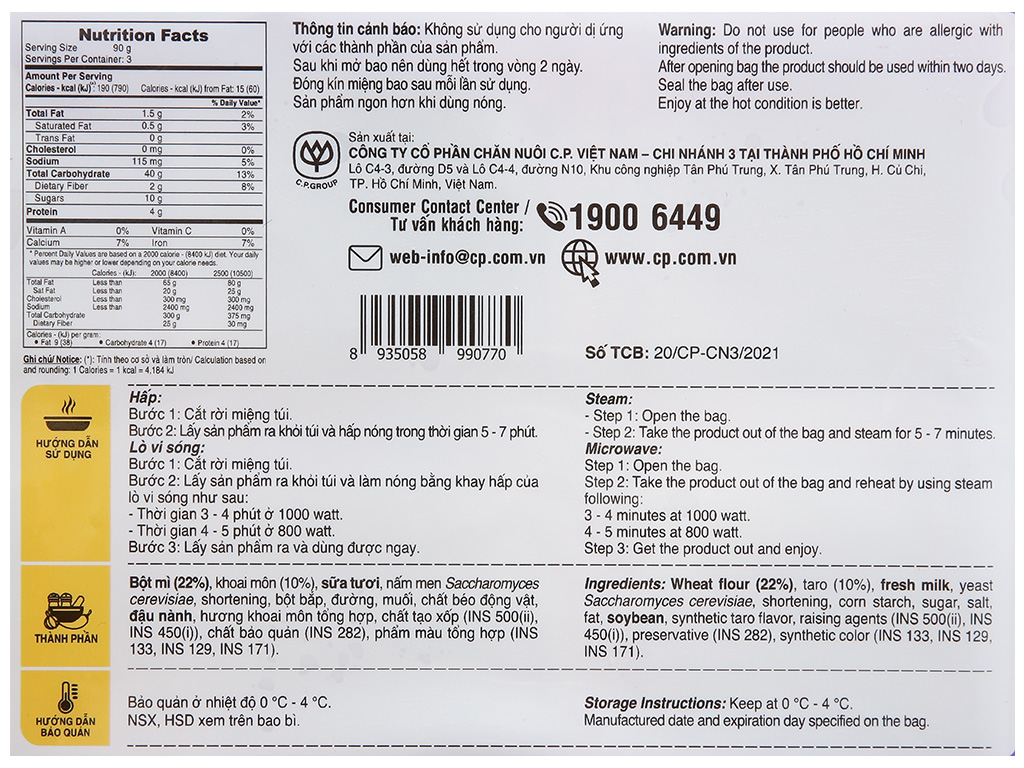 Nutrition Facts
Serving Size 90 g
Servings Per Container: 3
Amount Per Serving
Calories - kcal (kJ)(*): 190 (790) Calories - kcal (kJ) from Fat: 15 (60)
% Daily Value*
Total Fat 1.5 g 2%
Saturated Fat 0.5 g 3%
Trans Fat 0 g
Cholesterol 0 mg 0%
Sodium 115 mg 5%
Total Carbohydrate 40 g 13%
Dietary Fiber 2 g 8%
Sugars 10 g
Protein 4 g
Vitamin A 0% Vitamin C 0%
Calcium 7% Iron 7%
* Percent Daily Values are based on a 2000 calorie - (8400 kJ) diet. Your daily
values may be higher or lower depending on your calorie needs.
Calories - (kJ): 2000 (8400) 2500 (10500)
Total Fat Less than 65 g 80 g
Sat Fat Less than 20 g 25 g
Cholesterol Less than 300 mg 300 mg
Sodium Less than 2400 mg 2400 mg
Total Carbohydrate 300 g 375 mg
Dietary Fiber 25 g 30 mg
Calories - (kJ) per gram:
• Fat 9 (38) • Carbohydrate 4 (17) • Protein 4 (17)
Ghi chú/ Notice: (*): Tính theo cơ sở và làm tròn/ Calculation based on
and rounding: 1 Calories = 1 kcal = 4,184 kJ
Thông tin cảnh báo: Không sử dụng cho người dị ứng
với các thành phần của sản phẩm.
Sau khi mở bao nên dùng hết trong vòng 2 ngày.
Đóng kín miệng bao sau mỗi lần sử dụng.
Sản phẩm ngon hơn khi dùng nóng.
Warning: Do not use for people who are allergic with
ingredients of the product.
After opening bag the product should be used within two days.
Seal the bag after use.
Enjoy at the hot condition is better.
C.P.GROUP
Sản xuất tại:
CÔNG TY CỔ PHẦN CHĂN NUÔI C.P. VIỆT NAM – CHI NHÁNH 3 TẠI THÀNH PHỐ HỒ CHÍ MINH
Lô C4-3, đường D5 và Lô C4-4, đường N10, Khu công nghiệp Tân Phú Trung, X. Tân Phú Trung, H. Củ Chi,
TP. Hồ Chí Minh, Việt Nam.
Consumer Contact Center /
Tư vấn khách hàng:
1900 6449
web-info@cp.com.vn
www.cp.com.vn
8 935058 990770
Số TCB: 20/CP-CN3/2021
HƯỚNG DẪN
SỬ DỤNG
Hấp:
Bước 1: Cắt rời miệng túi.
Bước 2: Lấy sản phẩm ra khỏi túi và hấp nóng trong thời gian 5 - 7 phút.
Lò vi sóng:
Bước 1: Cắt rời miệng túi.
Bước 2: Lấy sản phẩm ra khỏi túi và làm nóng bằng khay hấp của
lò vi sóng như sau:
- Thời gian 3 - 4 phút ở 1000 watt.
- Thời gian 4 - 5 phút ở 800 watt.
Bước 3: Lấy sản phẩm ra và dùng được ngay.
Steam:
- Step 1: Open the bag.
- Step 2: Take the product out of the bag and steam for 5 - 7 minutes.
Microwave:
Step 1: Open the bag.
Step 2: Take the product out of the bag and reheat by using steam
following:
3 - 4 minutes at 1000 watt.
4 - 5 minutes at 800 watt.
Step 3: Get the product out and enjoy.
THÀNH PHẦN
Bột mì (22%), khoai môn (10%), sữa tươi, nấm men Saccharomyces
cerevisiae, shortening, bột bắp, đường, muối, chất béo động vật,
đậu nành, hương khoai môn tổng hợp, chất tạo xốp (INS 500(ii),
INS 450(i)), chất bảo quản (INS 282), phẩm màu tổng hợp (INS
133, INS 129, INS 171).
Ingredients: Wheat flour (22%), taro (10%), fresh milk, yeast
Saccharomyces cerevisiae, shortening, corn starch, sugar, salt,
fat, soybean, synthetic taro flavor, raising agents (INS 500(ii), INS
450(i)), preservative (INS 282), synthetic color (INS 133, INS 129,
INS 171).
HƯỚNG DẪN
BẢO QUẢN
Bảo quản ở nhiệt độ 0 °C - 4 °C.
NSX, HSD xem trên bao bì.
Storage Instructions: Keep at 0 °C - 4 °C.
Manufactured date and expiration day specified on the bag.